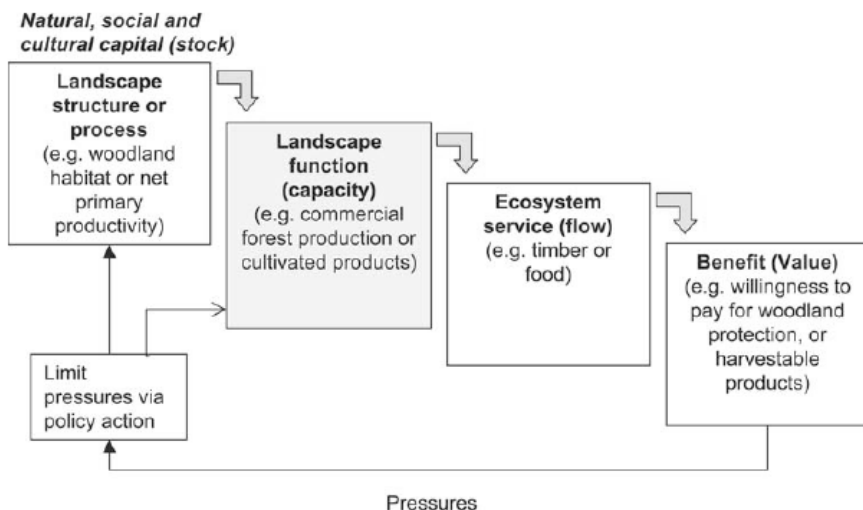 Natural, social and
cultural capital (stock)
Landscape
structure or
process
(e.g. woodland
habitat or net
primary
productivity)
Landscape
function
(capacity)
(e.g. commercial
forest production or
cultivated products)
Ecosystem
service (flow)
(e.g. timber or
food)
Benefit (Value)
(e.g. willingness to
pay for woodland
protection, or
harvestable
products)
Limit
pressures via
policy action
Pressures